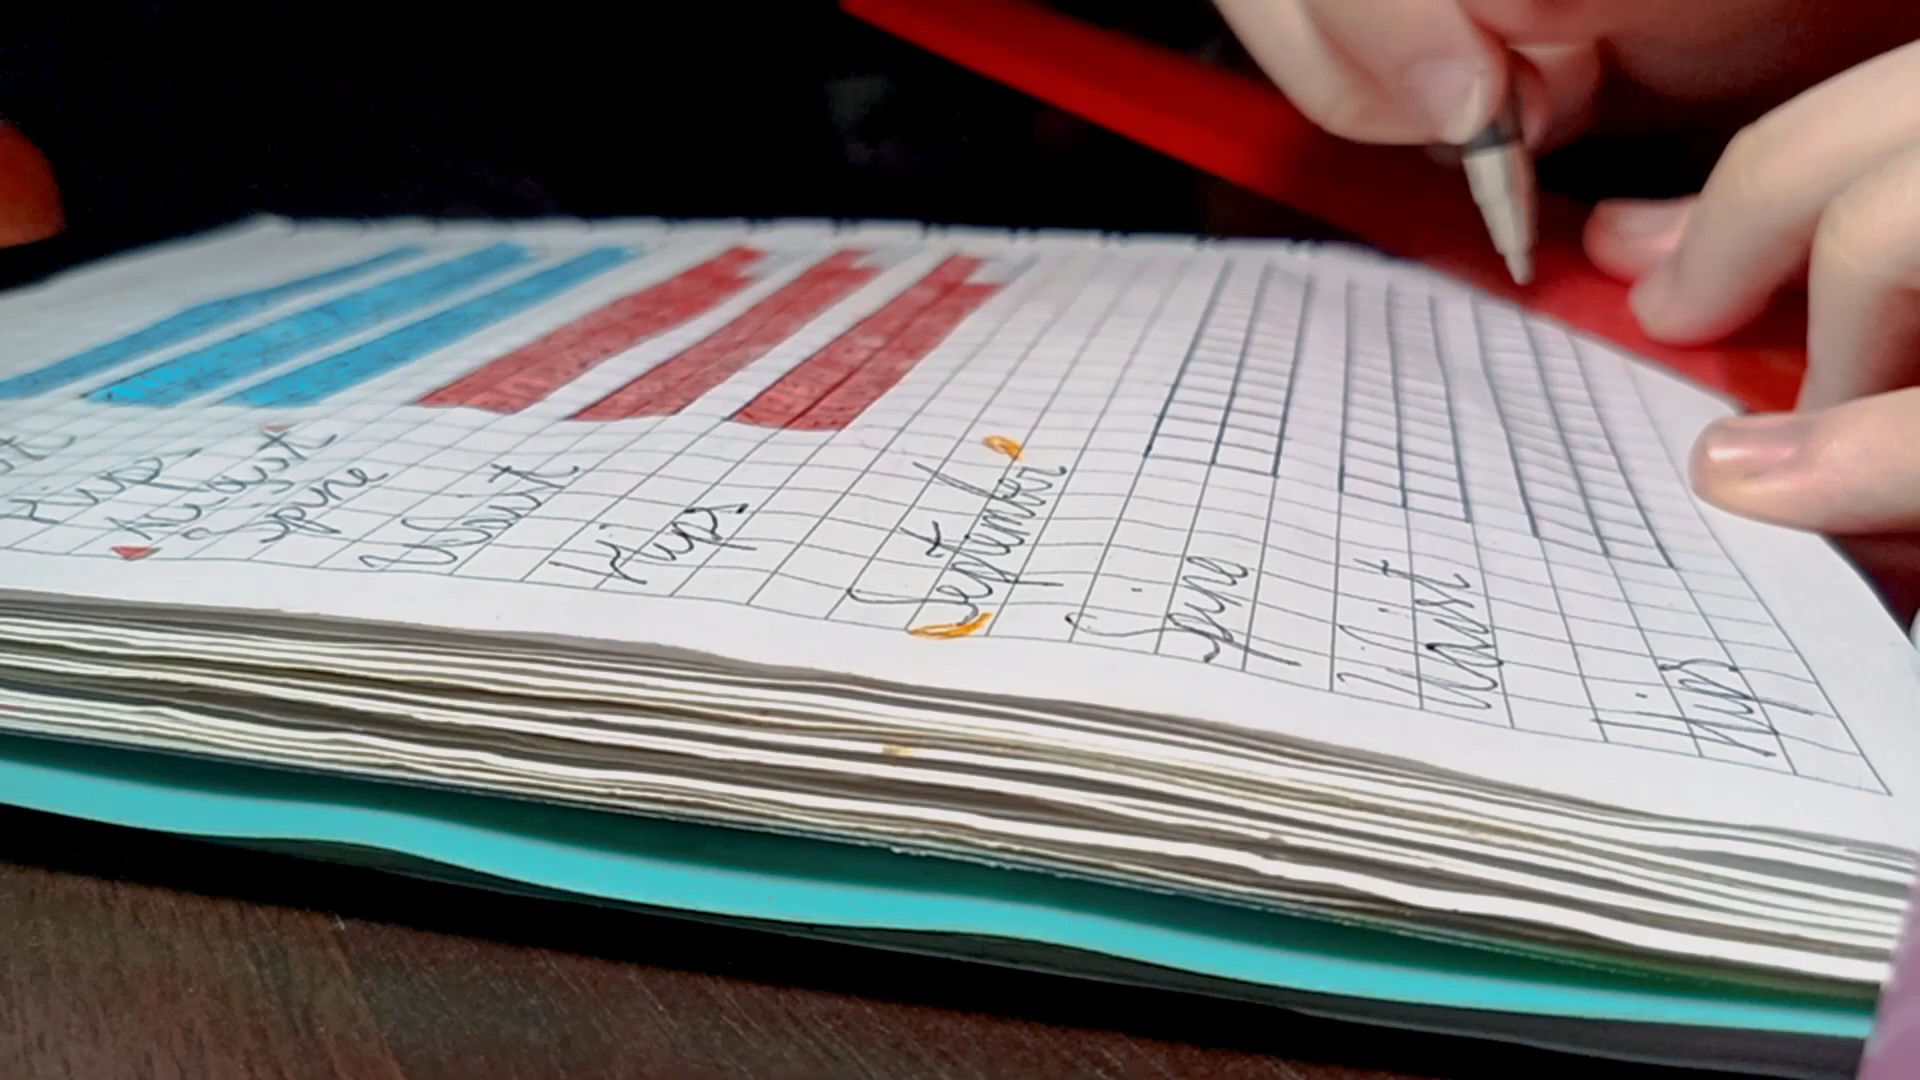 Hips
August
Spine
Waist
Hips
September
Spine
Waist
Hips